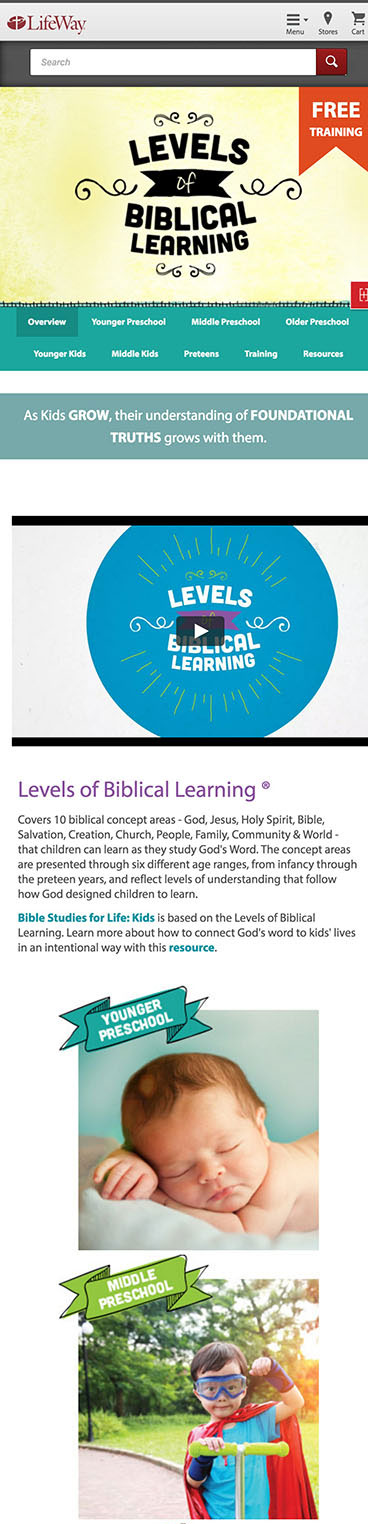 LifeWay
Menu Stores Cart
Search
FREE
TRAINING
LEVELS
of
BIBLICAL
LEARNING
Overview Younger Preschool Middle Preschool Older Preschool
Younger Kids Middle Kids Preteens Training Resources
As Kids GROW, their understanding of FOUNDATIONAL
TRUTHS grows with them.
LEVELS
of
BIBLICAL
LEARNING
Levels of Biblical Learning ®
Covers 10 biblical concept areas - God, Jesus, Holy Spirit, Bible,
Salvation, Creation, Church, People, Family, Community & World -
that children can learn as they study God's Word. The concept areas
are presented through six different age ranges, from infancy through
the preteen years, and reflect levels of understanding that follow
how God designed children to learn.
Bible Studies for Life: Kids is based on the Levels of Biblical
Learning. Learn more about how to connect God's word to kids' lives
in an intentional way with this resource.
YOUNGER
PRESCHOOL
MIDDLE
PRESCHOOL